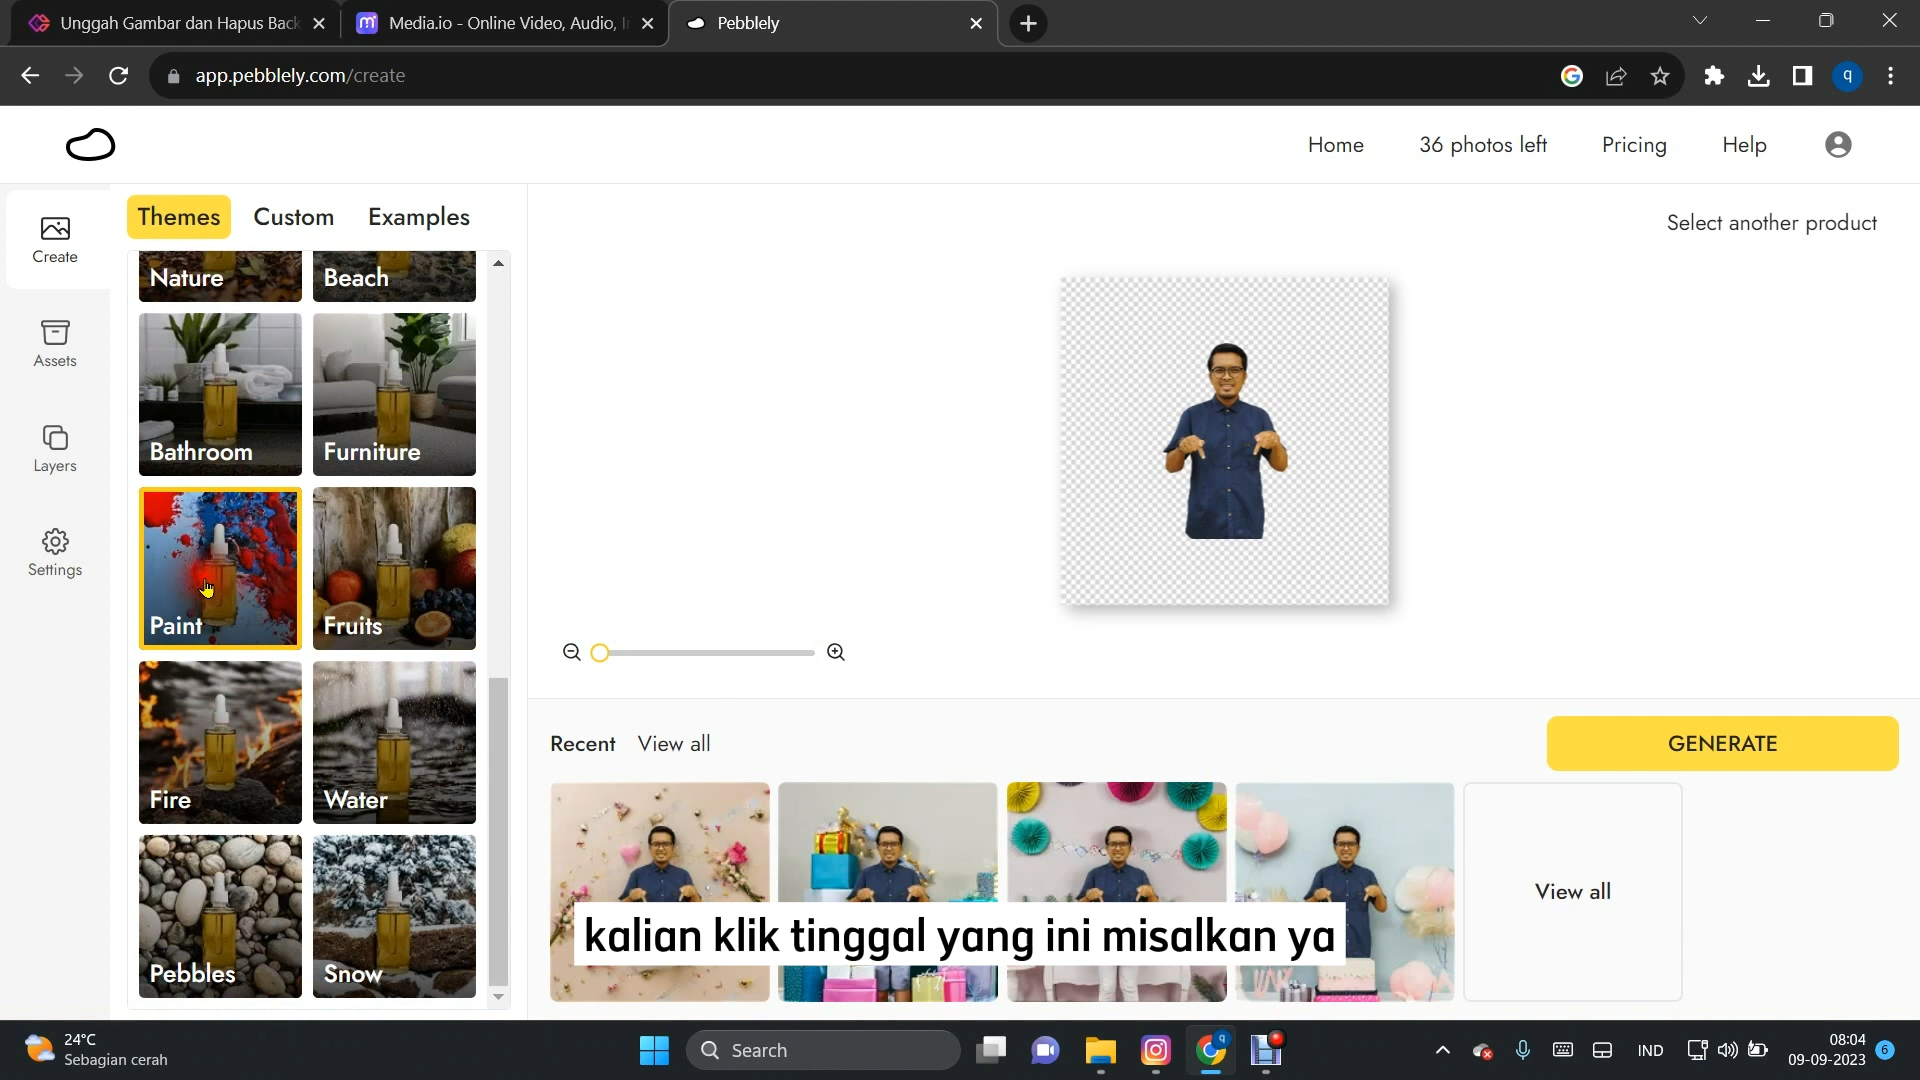 Unggah Gambar dan Hapus Back
Media.io - Online Video, Audio, I
Pebblely
app.pebblely.com/create
q
Home
36 photos left
Pricing
Help
Create
Assets
Layers
Settings
Themes
Custom
Examples
Nature
Beach
Bathroom
Furniture
Paint
Fruits
Fire
Water
Pebbles
Snow
Select another product
Recent
View all
GENERATE
View all
kalian klik tinggal yang ini misalkan ya
24°C
Sebagian cerah
Search
IND
08:04
09-09-2023
6